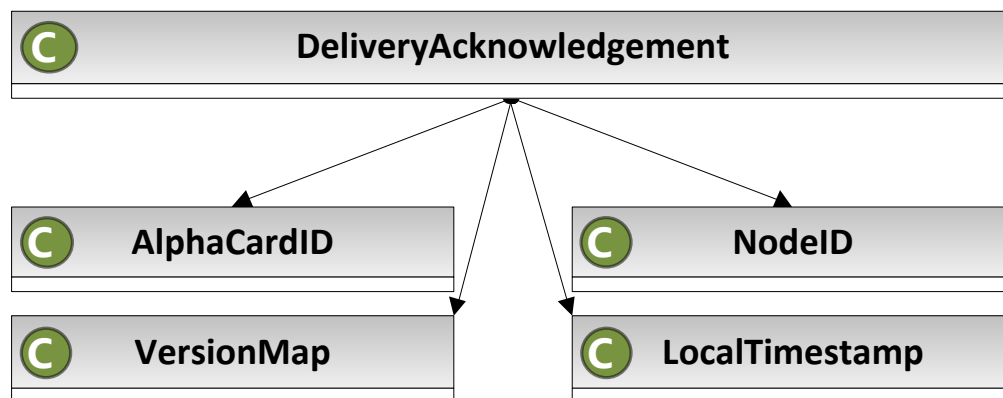 C DeliveryAcknowledgement
C AlphaCardID
C NodeID
C VersionMap
C LocalTimestamp